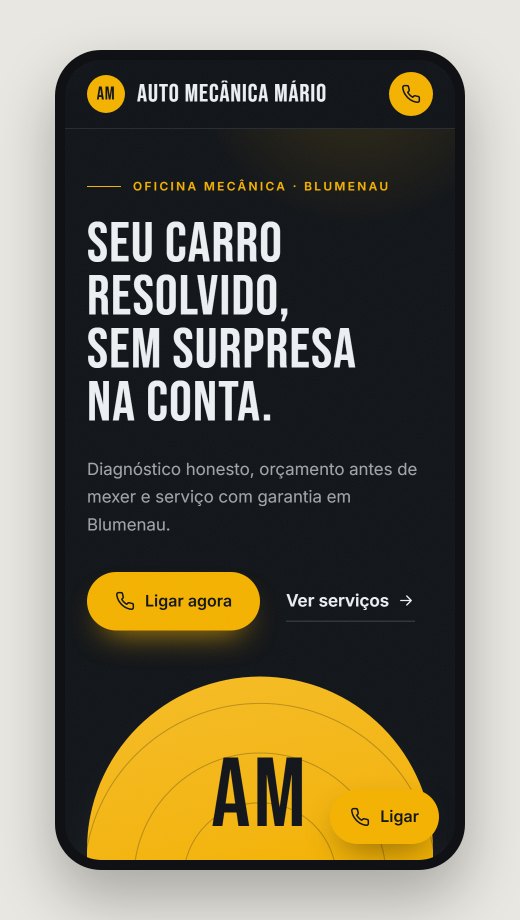 AM AUTO MECÂNICA MÁRIO
OFICINA MECÂNICA · BLUMENAU
SEU CARRO
RESOLVIDO,
SEM SURPRESA
NA CONTA.
Diagnóstico honesto, orçamento antes de
mexer e serviço com garantia em
Blumenau.
Ligar agora
Ver serviços →
AM
Ligar